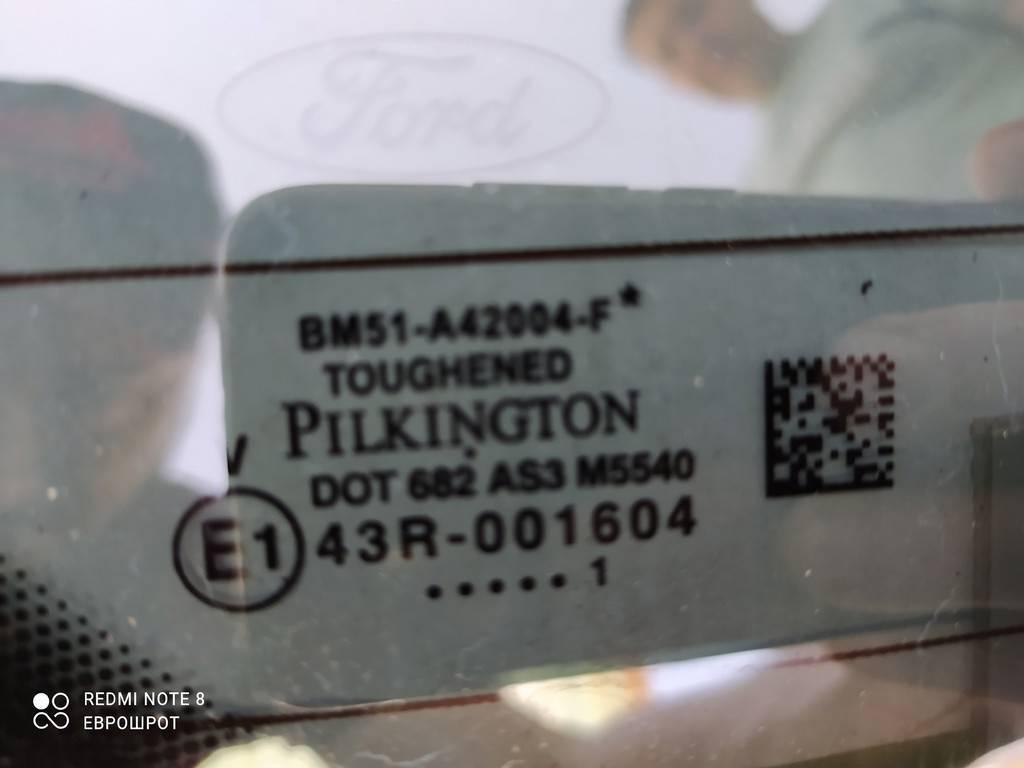 Ford
BM51-A42004-F*
TOUGHENED
PILKINGTON
V
DOT 682 AS3 M5540
E1 43R-001604
..... 1
REDMI NOTE 8
ЕВРОШРОТ